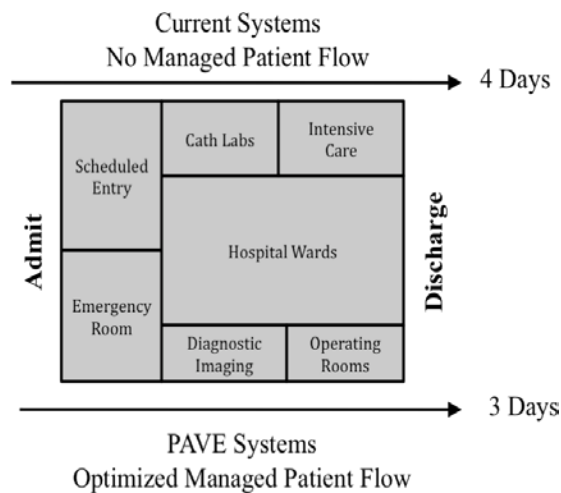 Current Systems
No Managed Patient Flow
4 Days
Admit
Scheduled
Entry
Emergency
Room
Cath Labs
Intensive
Care
Hospital Wards
Diagnostic
Imaging
Operating
Rooms
Discharge
3 Days
PAVE Systems
Optimized Managed Patient Flow